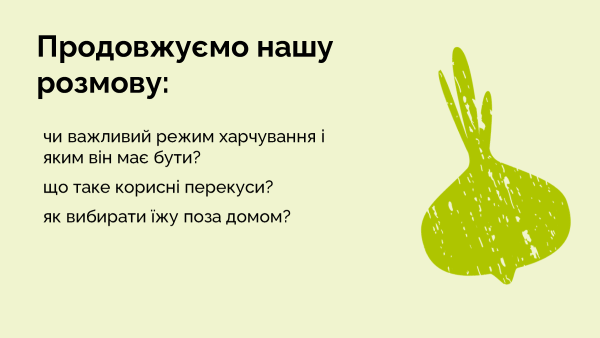 Продовжуємо нашу
розмову:
чи важливий режим харчування і
яким він має бути?
що таке корисні перекуси?
як вибирати їжу поза домом?